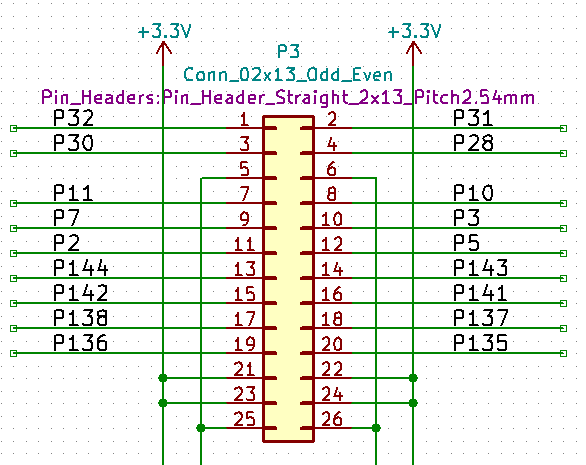 +3.3V +3.3V
P3
Conn_02x13_Odd_Even
Pin_Headers:Pin_Header_Straight_2x13_Pitch2.54mm
P32 1 2 P31
P30 3 4 P28
5 6
P11 7 8 P10
P7 9 10 P3
P2 11 12 P5
P144 13 14 P143
P142 15 16 P141
P138 17 18 P137
P136 19 20 P135
21 22
23 24
25 26